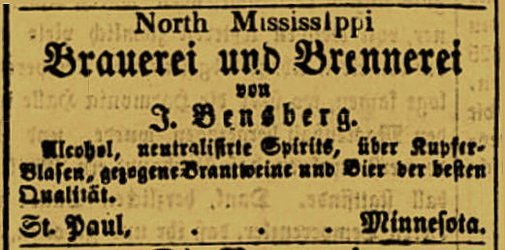 North Mississippi
Brauerei und Brennerei
von
J. Bensberg.
Alcohol, neutralisirte Spirits, über Kupfer-
Blasen, gezogene Brantweine und Bier der besten
Qualität.
St. Paul, . . . Minnesota.